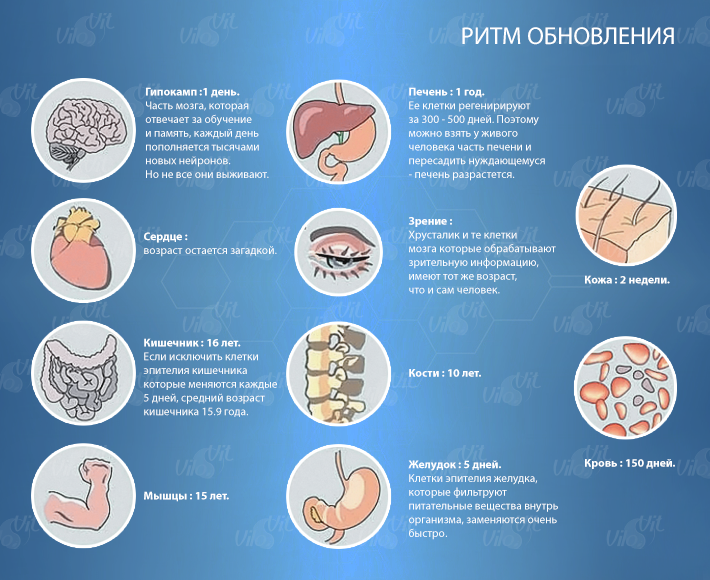 РИТМ ОБНОВЛЕНИЯ
Гипокамп :1 день.
Часть мозга, которая
отвечает за обучение
и память, каждый день
пополняется тысячами
новых нейронов.
Но не все они выживают.
Печень : 1 год.
Ее клетки регенирируют
за 300 - 500 дней. Поэтому
можно взять у живого
человека часть печени и
пересадить нуждающемуся
- печень разрастется.
Сердце :
возраст остается загадкой.
Зрение :
Хрусталик и те клетки
мозга которые обрабатывают
зрительную информацию,
имеют тот же возраст,
что и сам человек.
Кожа : 2 недели.
Кишечник : 16 лет.
Если исключить клетки
эпителия кишечника
которые меняются каждые
5 дней, средний возраст
кишечника 15.9 года.
Кости : 10 лет.
Кровь : 150 дней.
Мышцы : 15 лет.
Желудок : 5 дней.
Клетки эпителия желудка,
которые фильтруют
питательные вещества внутрь
организма, заменяются очень
быстро.